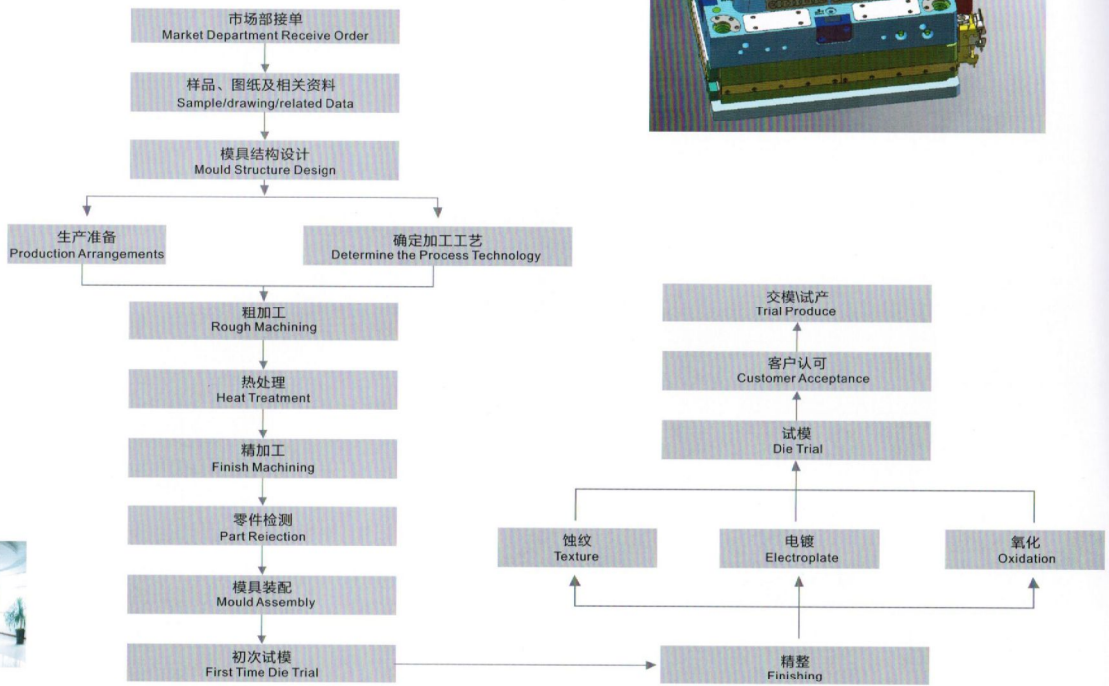 市场部接单
Market Department Receive Order
样品、图纸及相关资料
Sample/drawing/related Data
模具结构设计
Mould Structure Design
生产准备
Production Arrangements
确定加工工艺
Determine the Process Technology
粗加工
Rough Machining
热处理
Heat Treatment
精加工
Finish Machining
零件检测
Part Reiection
模具装配
Mould Assembly
初次试模
First Time Die Trial
精整
Finishing
蚀纹
Texture
电镀
Electroplate
氧化
Oxidation
试模
Die Trial
客户认可
Customer Acceptance
交模\试产
Trial Produce